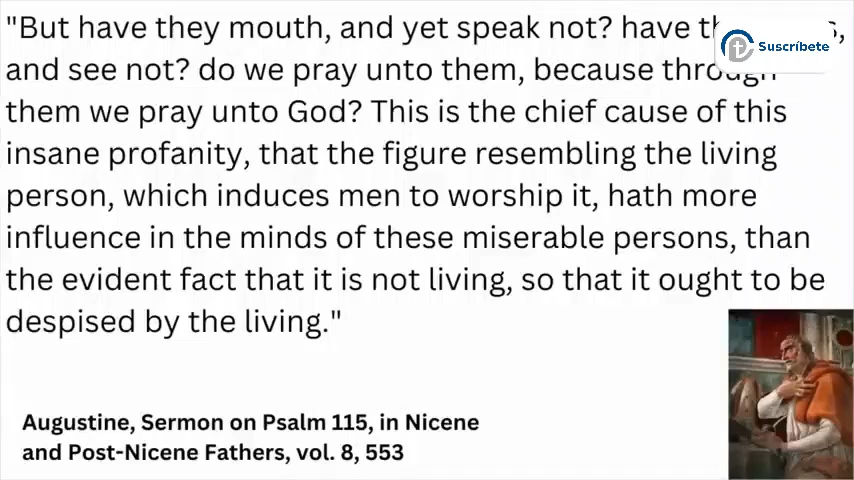 "But have they mouth, and yet speak not? have
and see not? do we pray unto them, because through
them we pray unto God? This is the chief cause of this
insane profanity, that the figure resembling the living
person, which induces men to worship it, hath more
influence in the minds of these miserable persons, than
the evident fact that it is not living, so that it ought to be
despised by the living."
Suscríbete
Augustine, Sermon on Psalm 115, in Nicene
and Post-Nicene Fathers, vol. 8, 553